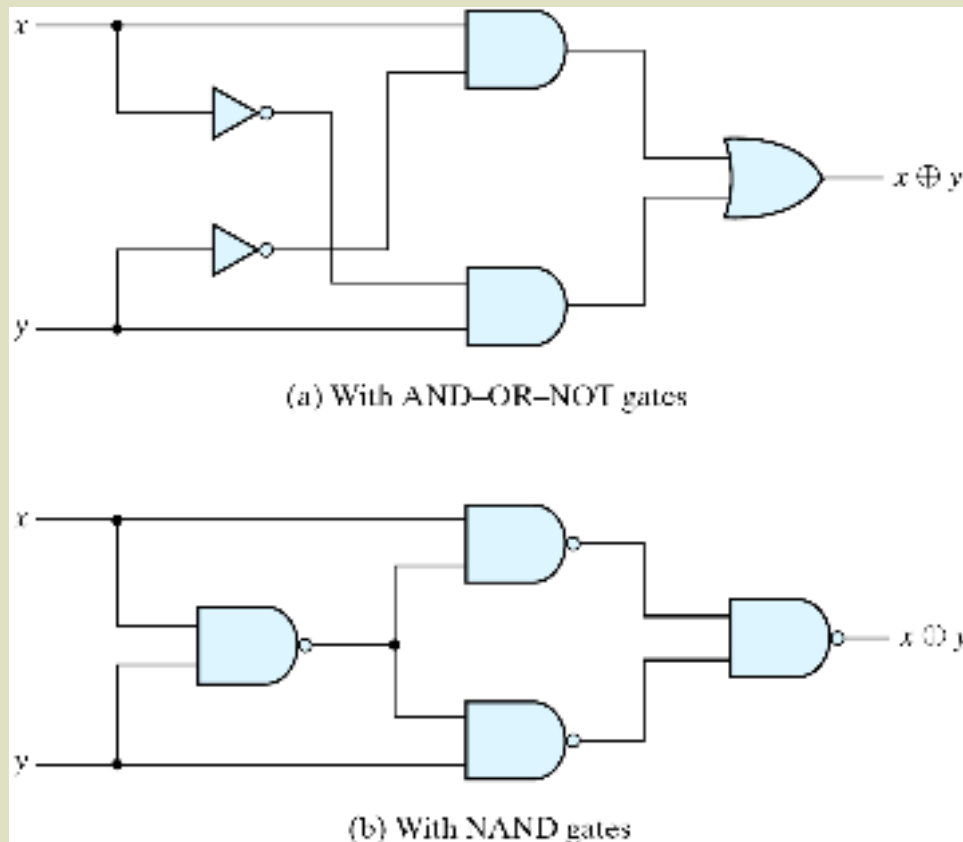 x
x ⊕ y
y
(a) With AND–OR–NOT gates
x
x ⊕ y
y
(b) With NAND gates